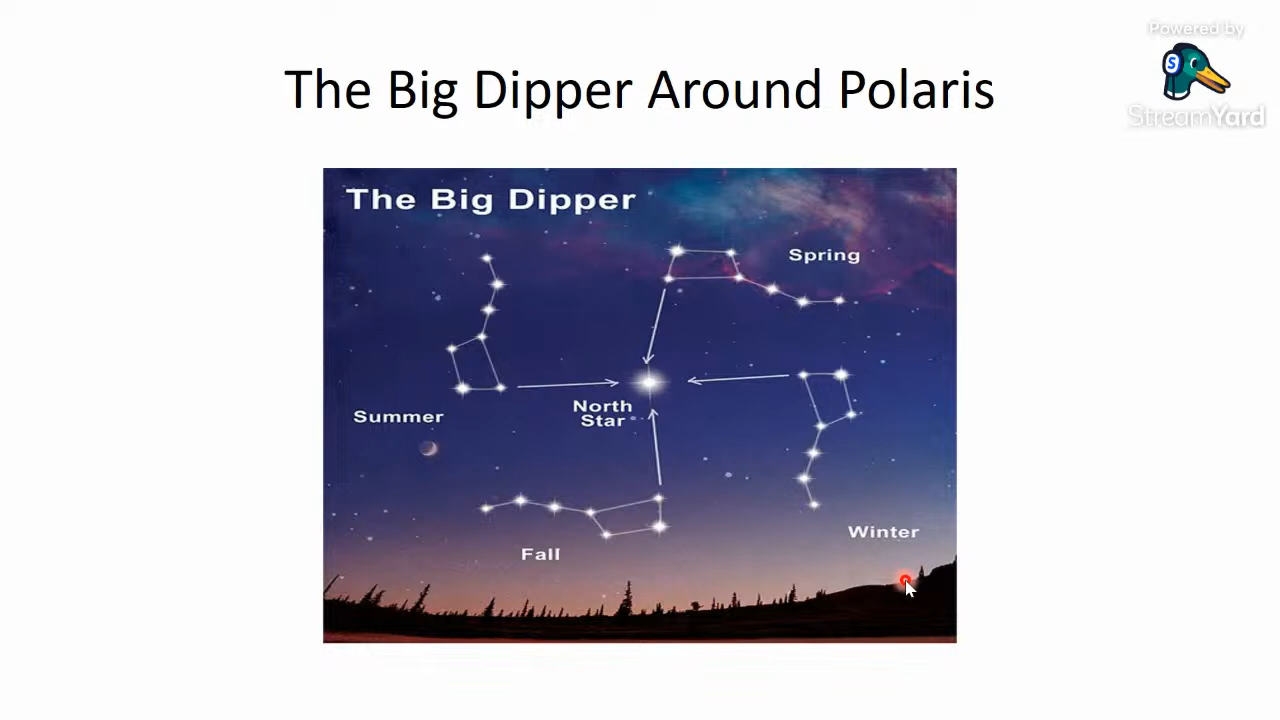 Powered by
S
StreamYard
The Big Dipper Around Polaris
The Big Dipper
Spring
North
Star
Summer
Fall
Winter